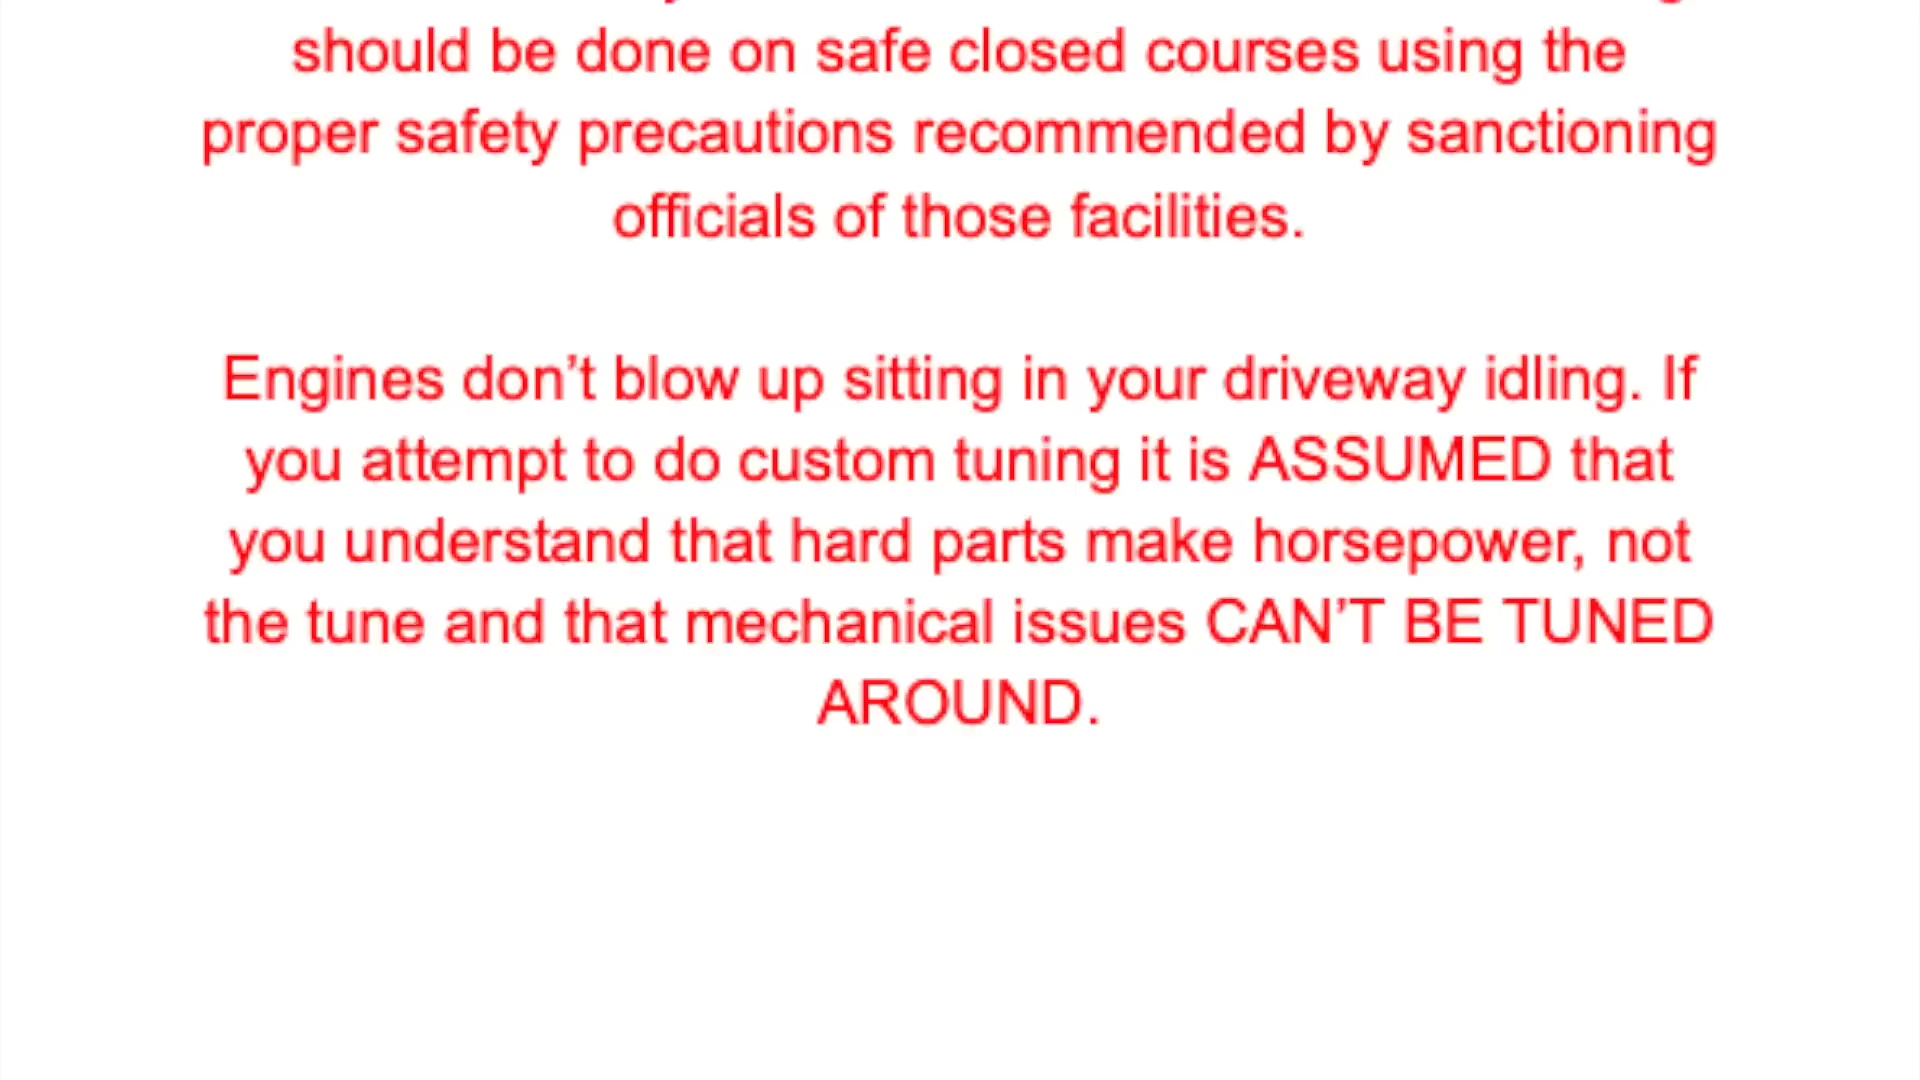 should be done on safe closed courses using the
proper safety precautions recommended by sanctioning
officials of those facilities.
Engines don’t blow up sitting in your driveway idling. If
you attempt to do custom tuning it is ASSUMED that
you understand that hard parts make horsepower, not
the tune and that mechanical issues CAN’T BE TUNED
AROUND.